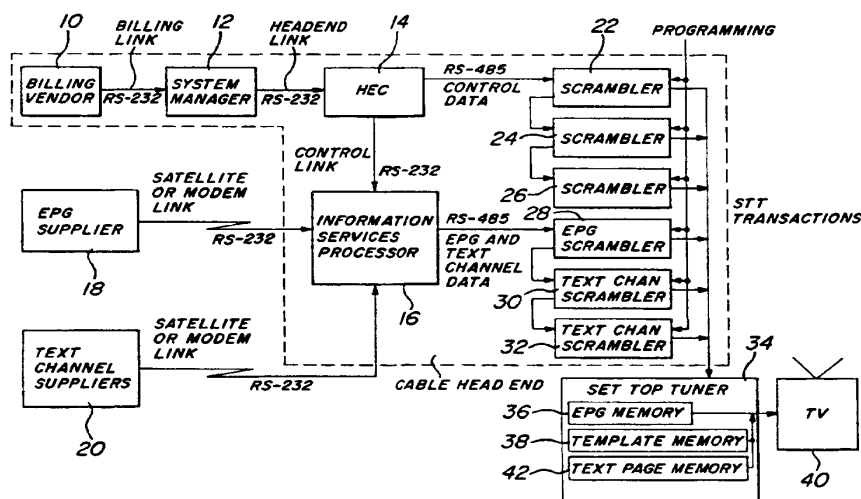 10
BILLING
LINK
12
HEADEND
LINK
14
22
PROGRAMMING
BILLING
VENDOR
RS-232
SYSTEM
MANAGER
RS-232
HEC
RS-485
CONTROL
DATA
SCRAMBLER
24
SCRAMBLER
26
SCRAMBLER
CONTROL
LINK
RS-232
SATELLITE
OR MODEM
LINK
EPG
SUPPLIER
18
RS-232
INFORMATION
SERVICES
PROCESSOR
16
RS-485
EPG AND
TEXT
CHANNEL
DATA
28
EPG
SCRAMBLER
30
TEXT CHAN
SCRAMBLER
32
TEXT CHAN
SCRAMBLER
STT
TRANSACTIONS
SATELLITE
OR MODEM
LINK
TEXT
CHANNEL
SUPPLIERS
20
RS-232
CABLE HEAD END
34
SET TOP TUNER
36
EPG MEMORY
38
TEMPLATE MEMORY
42
TEXT PAGE MEMORY
TV
40